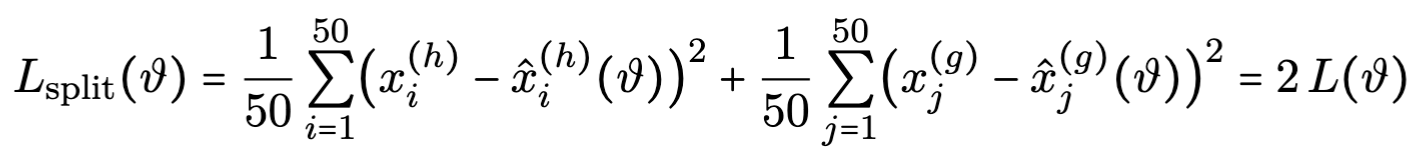 L_split(ϑ) = 1/50 ∑_{i=1}^{50} (x_i^{(h)} − x̂_i^{(h)}(ϑ))^2 + 1/50 ∑_{j=1}^{50} (x_j^{(g)} − x̂_j^{(g)}(ϑ))^2 = 2 L(ϑ)